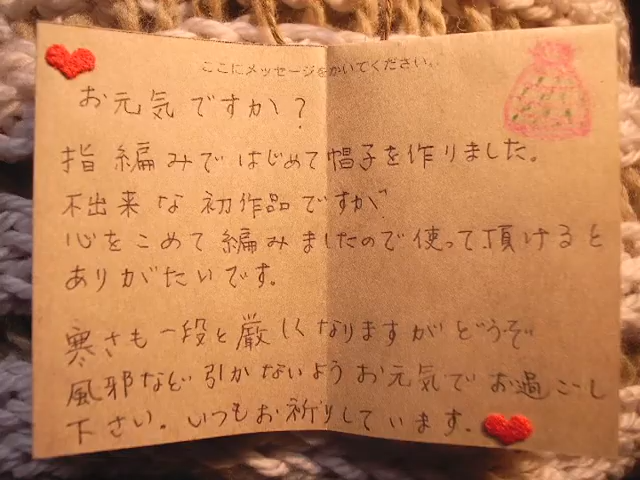 ここにメッセージをかいてください。
お元気ですか?
指編みではじめて帽子を作りました。
不出来な初作品ですが
心をこめて編みましたので使って頂けると
ありがたいです。
寒さも一段と厳しくなりますがどうぞ
風邪など引かないようお元気でお過ごし
下さい。いつもお祈りしています。